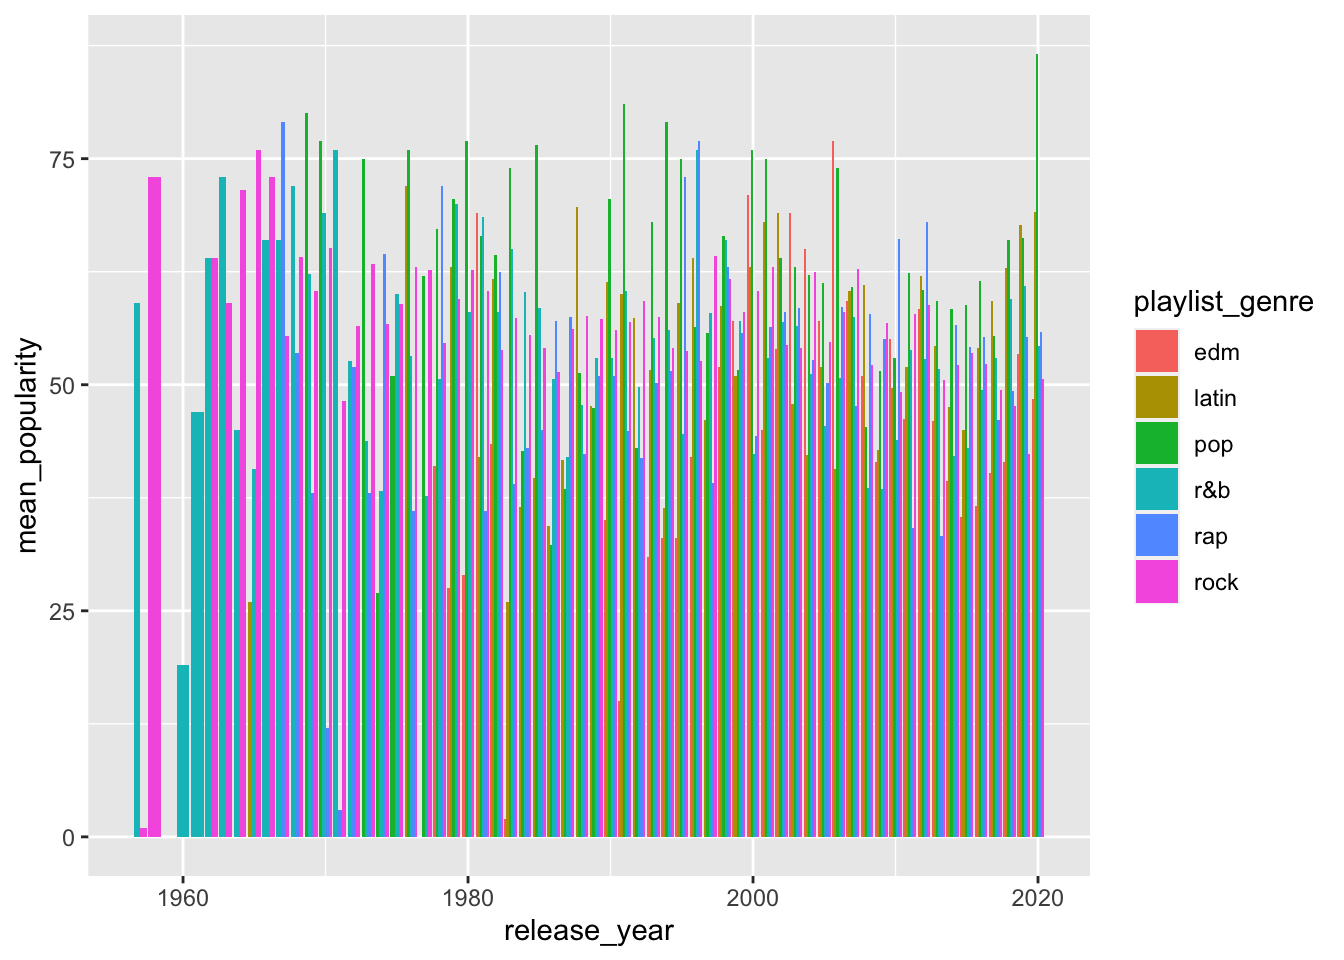 75
50
25
0
mean_popularity
1960
1980
2000
2020
release_year
playlist_genre
edm
latin
pop
r&b
rap
rock